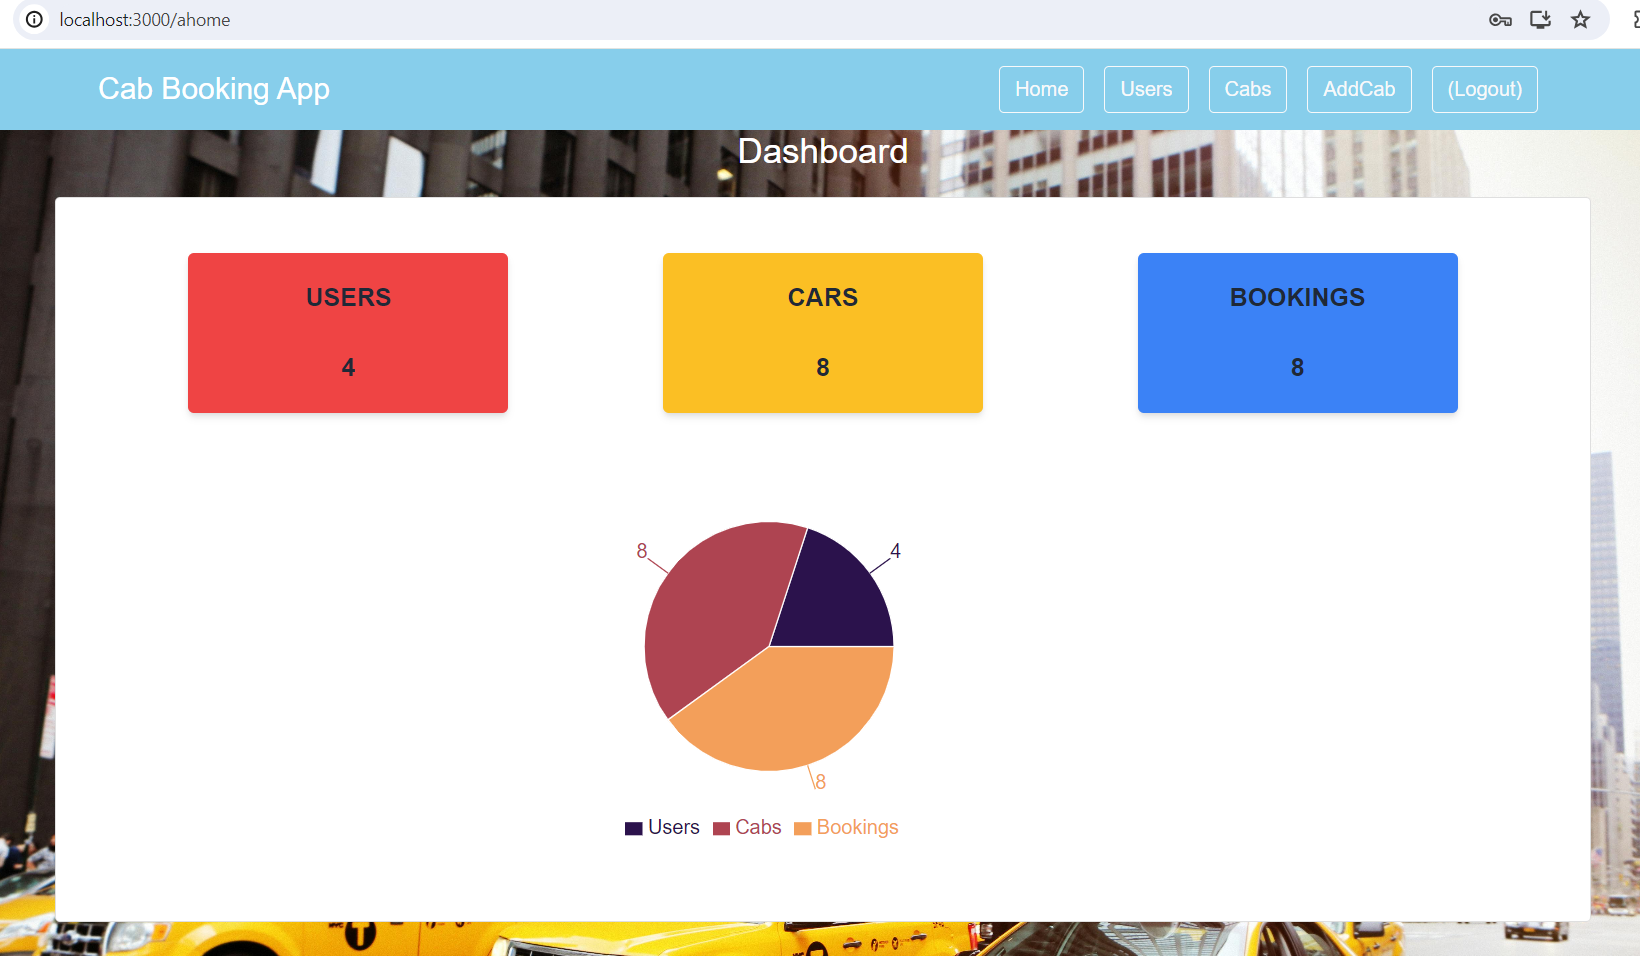 localhost:3000/ahome
Cab Booking App
Home Users Cabs AddCab (Logout)
Dashboard
USERS
4
CARS
8
BOOKINGS
8
8
4
8
Users Cabs Bookings
NYC T